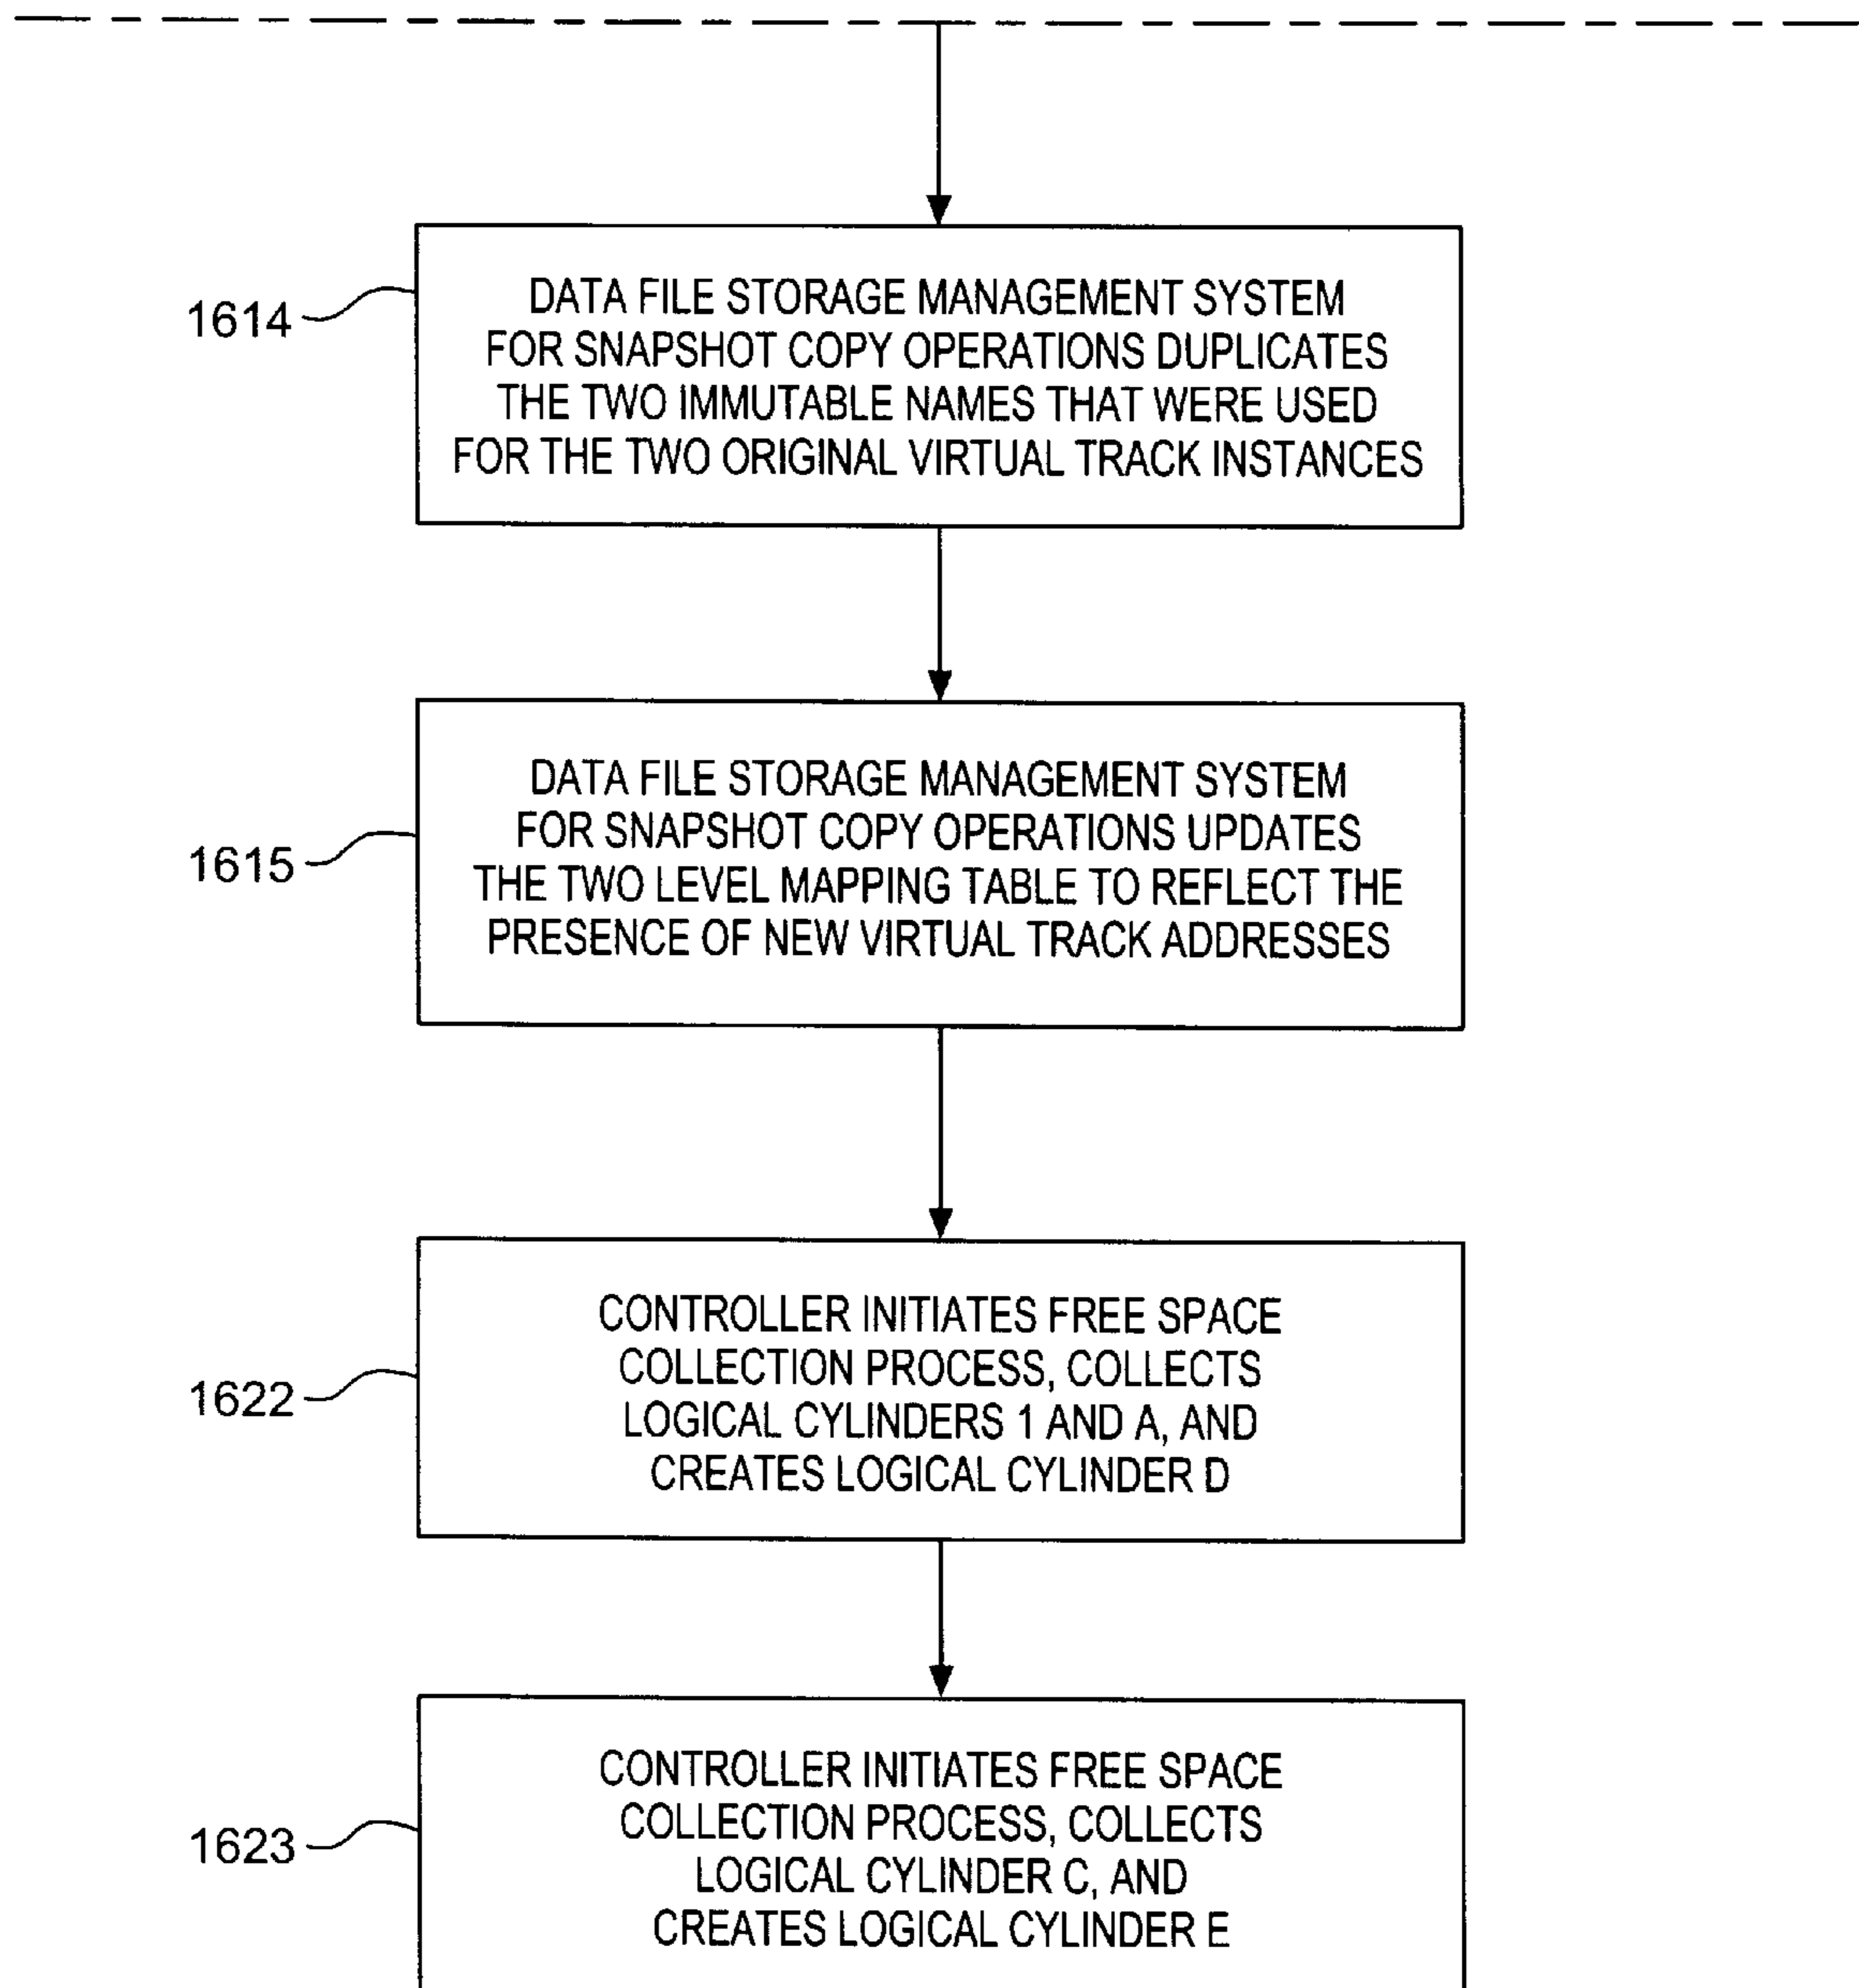 1614
DATA FILE STORAGE MANAGEMENT SYSTEM
FOR SNAPSHOT COPY OPERATIONS DUPLICATES
THE TWO IMMUTABLE NAMES THAT WERE USED
FOR THE TWO ORIGINAL VIRTUAL TRACK INSTANCES
1615
DATA FILE STORAGE MANAGEMENT SYSTEM
FOR SNAPSHOT COPY OPERATIONS UPDATES
THE TWO LEVEL MAPPING TABLE TO REFLECT THE
PRESENCE OF NEW VIRTUAL TRACK ADDRESSES
1622
CONTROLLER INITIATES FREE SPACE
COLLECTION PROCESS, COLLECTS
LOGICAL CYLINDERS 1 AND A, AND
CREATES LOGICAL CYLINDER D
1623
CONTROLLER INITIATES FREE SPACE
COLLECTION PROCESS, COLLECTS
LOGICAL CYLINDER C, AND
CREATES LOGICAL CYLINDER E